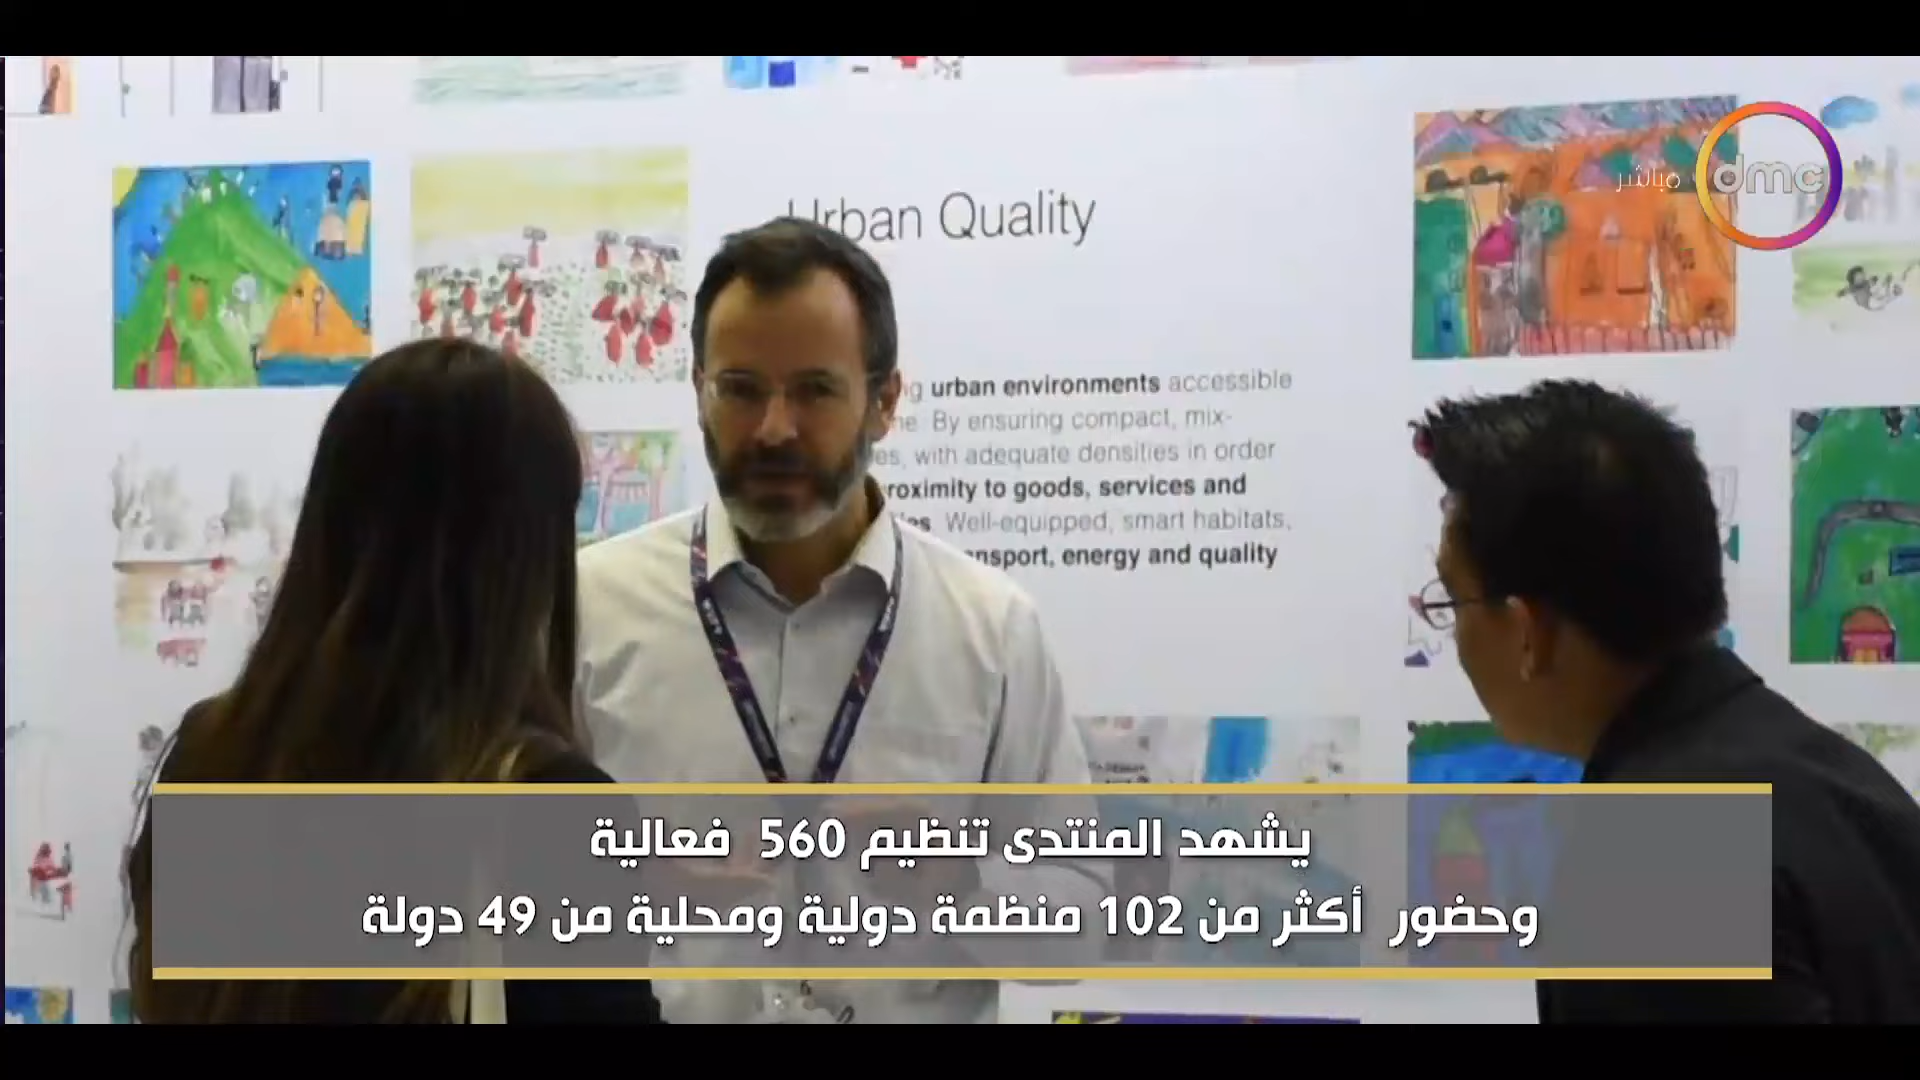 مباشر
dmc
Urban Quality
urban environments accessible
By ensuring compact, mix-
with adequate densities in order
to goods, services and
Well-equipped, smart habitats,
energy and quality
يشهد المنتدى تنظيم 560 فعالية
وحضور أكثر من 102 منظمة دولية ومحلية من 49 دولة